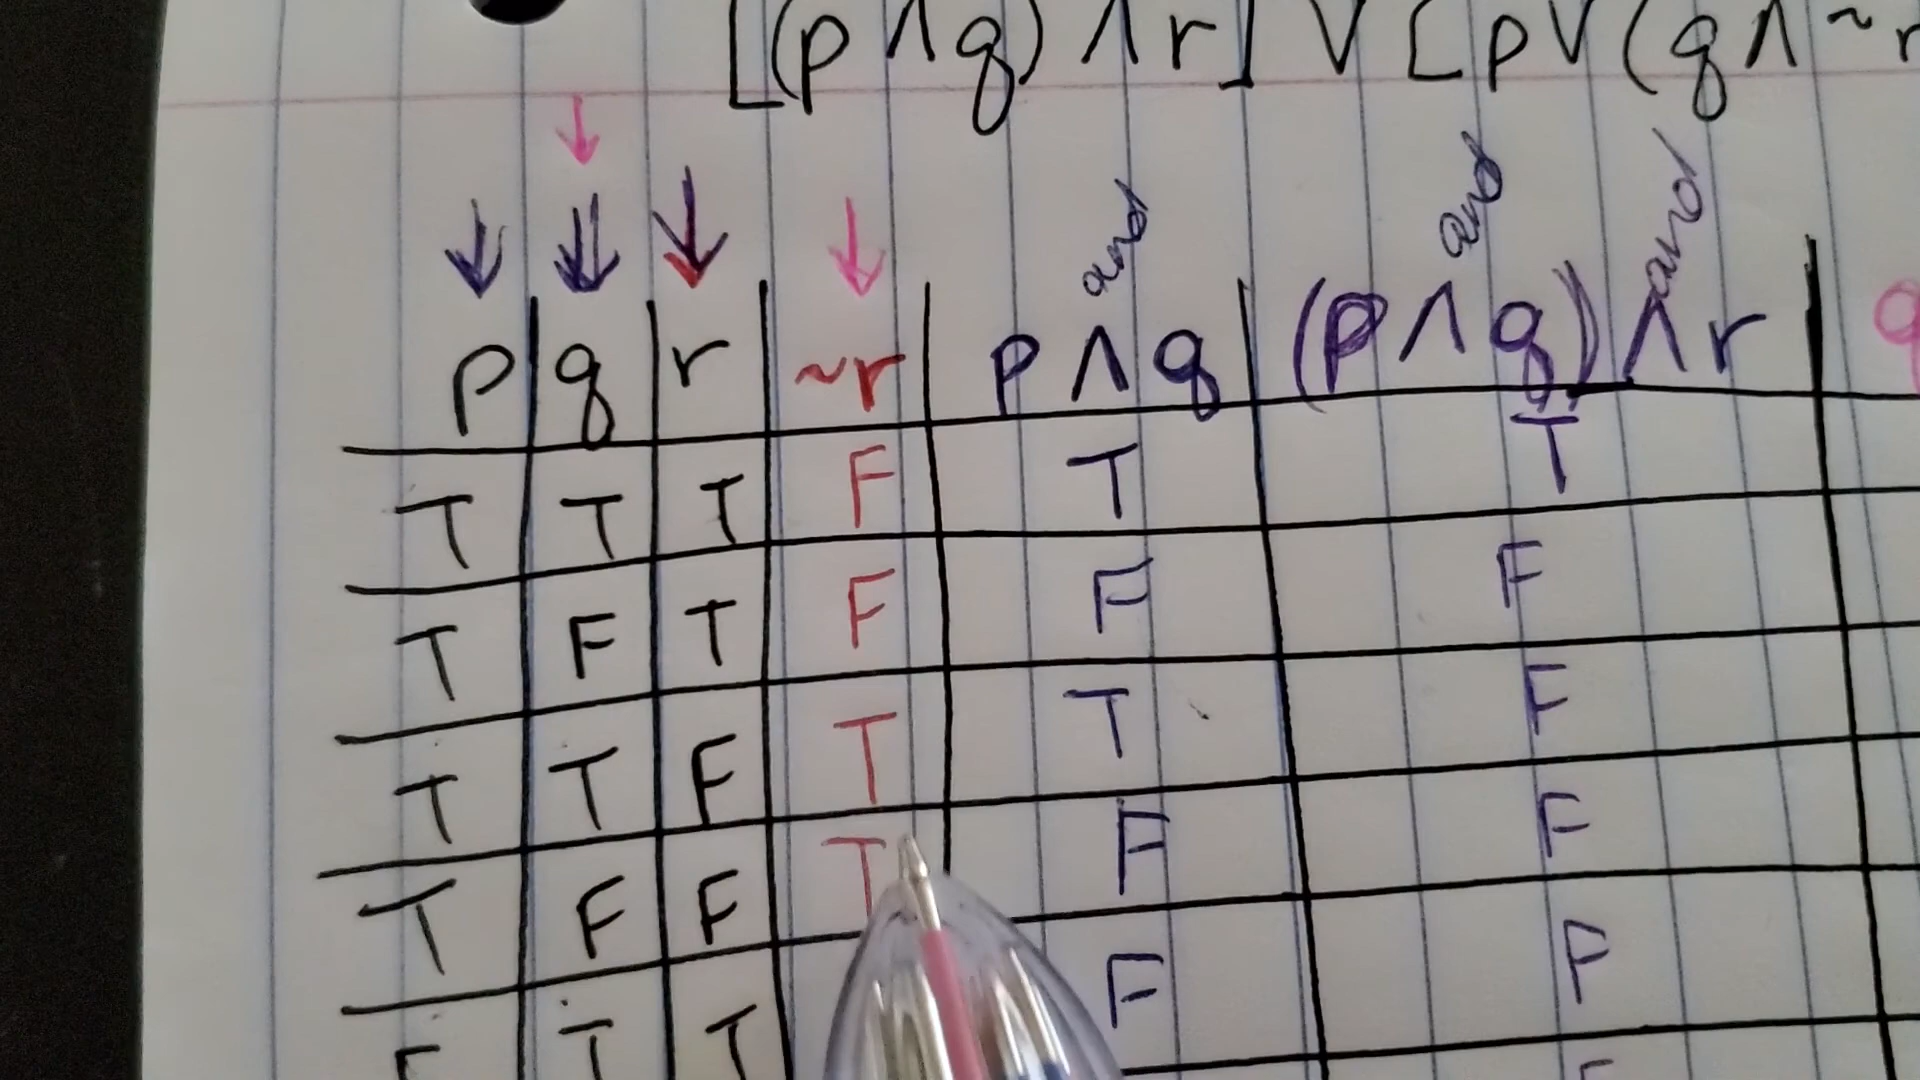 [(p ∧ q) ∧ r] ∨ [p ∨ (q ∧ ~r
and and and
p q r ~r p ∧ q (p ∧ q) ∧ r q
T T T F T T
T F T F F F
T T F T T F
T F F T F F
F T T F F
F